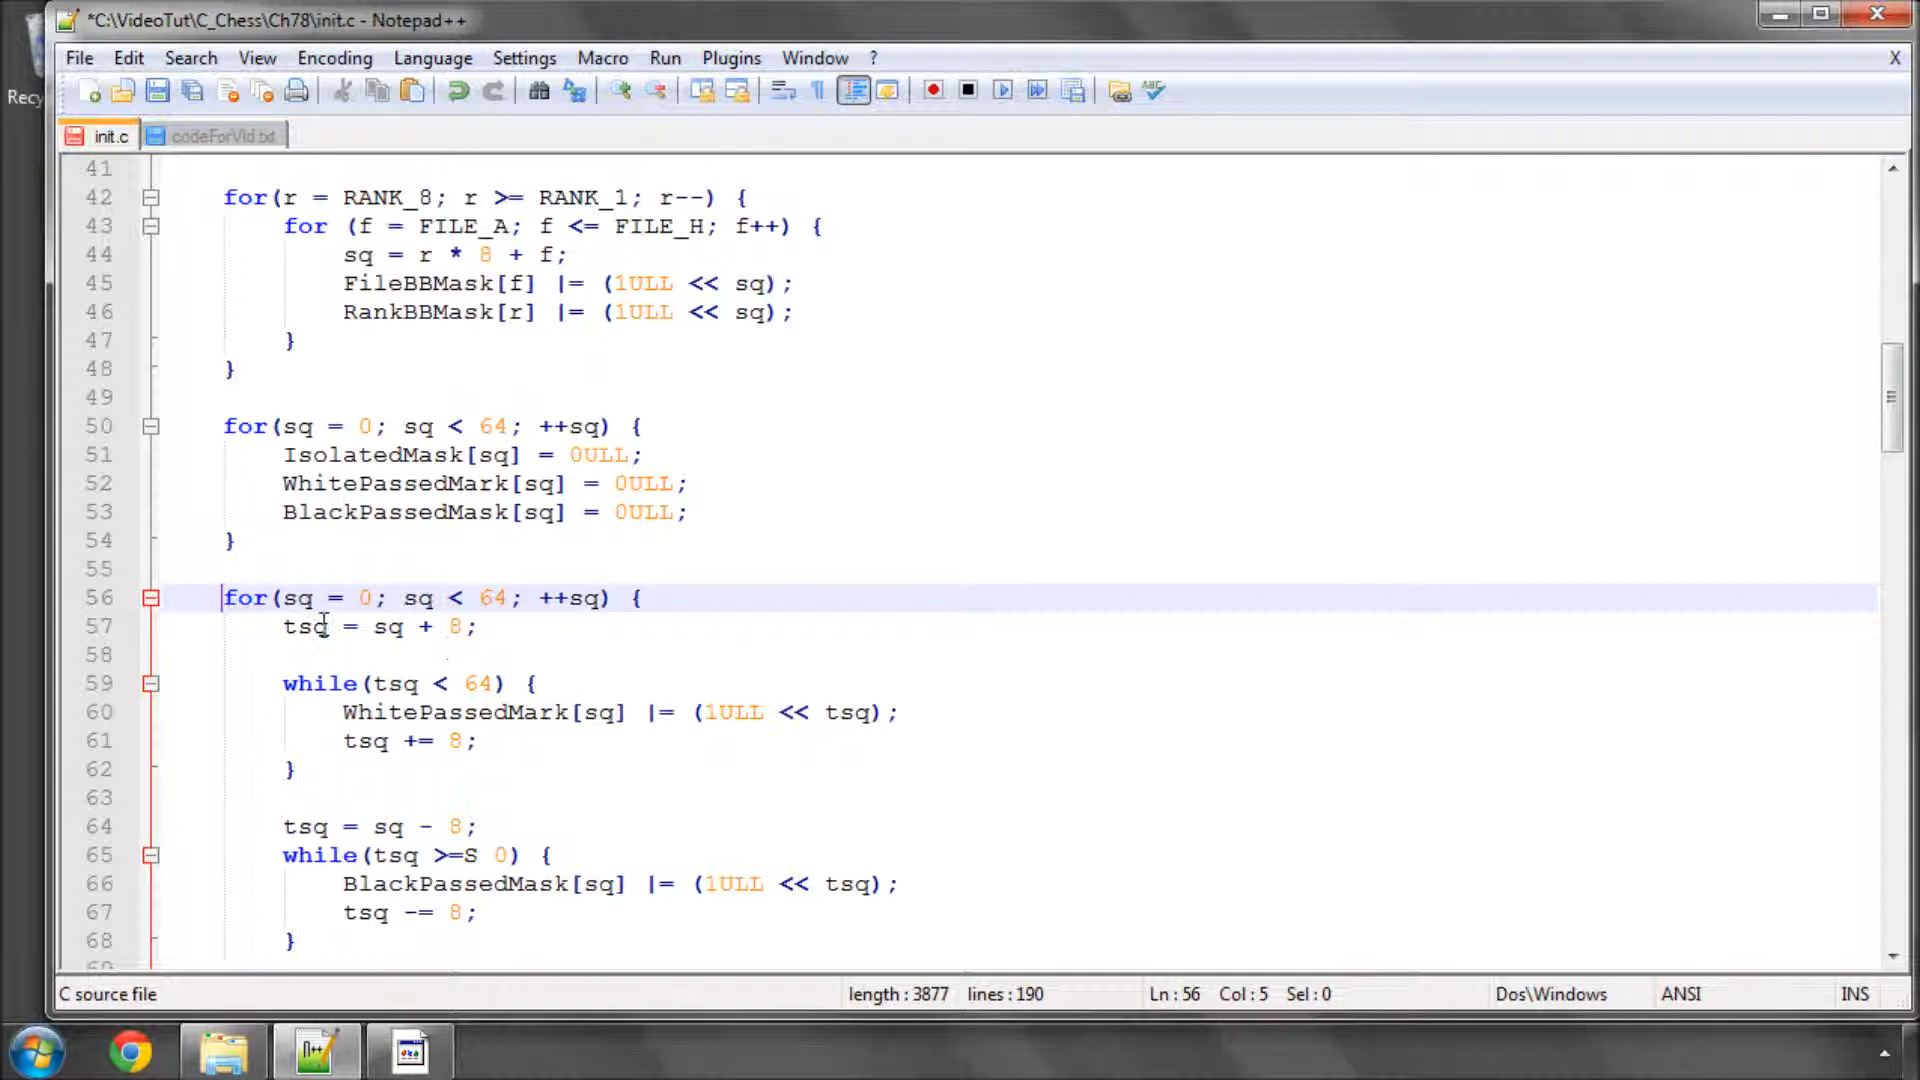 *C:\VideoTut\C_Chess\Ch78\init.c - Notepad++
File Edit Search View Encoding Language Settings Macro Run Plugins Window ? X
Recy
init.c codeForVid.txt
41
42 for(r = RANK_8; r >= RANK_1; r--) {
43 for (f = FILE_A; f <= FILE_H; f++) {
44 sq = r * 8 + f;
45 FileBBMask[f] |= (1ULL << sq);
46 RankBBMask[r] |= (1ULL << sq);
47 }
48 }
49
50 for(sq = 0; sq < 64; ++sq) {
51 IsolatedMask[sq] = 0ULL;
52 WhitePassedMark[sq] = 0ULL;
53 BlackPassedMask[sq] = 0ULL;
54 }
55
56 for(sq = 0; sq < 64; ++sq) {
57 tsq = sq + 8;
58
59 while(tsq < 64) {
60 WhitePassedMark[sq] |= (1ULL << tsq);
61 tsq += 8;
62 }
63
64 tsq = sq - 8;
65 while(tsq >=S 0) {
66 BlackPassedMask[sq] |= (1ULL << tsq);
67 tsq -= 8;
68 }
69
C source file length : 3877 lines : 190 Ln : 56 Col : 5 Sel : 0 Dos\Windows ANSI INS